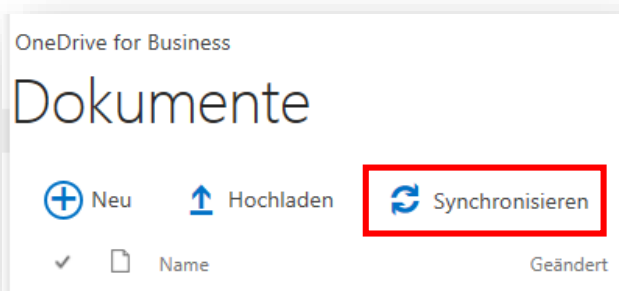 OneDrive for Business
Dokumente
Neu Hochladen Synchronisieren
Name Geändert